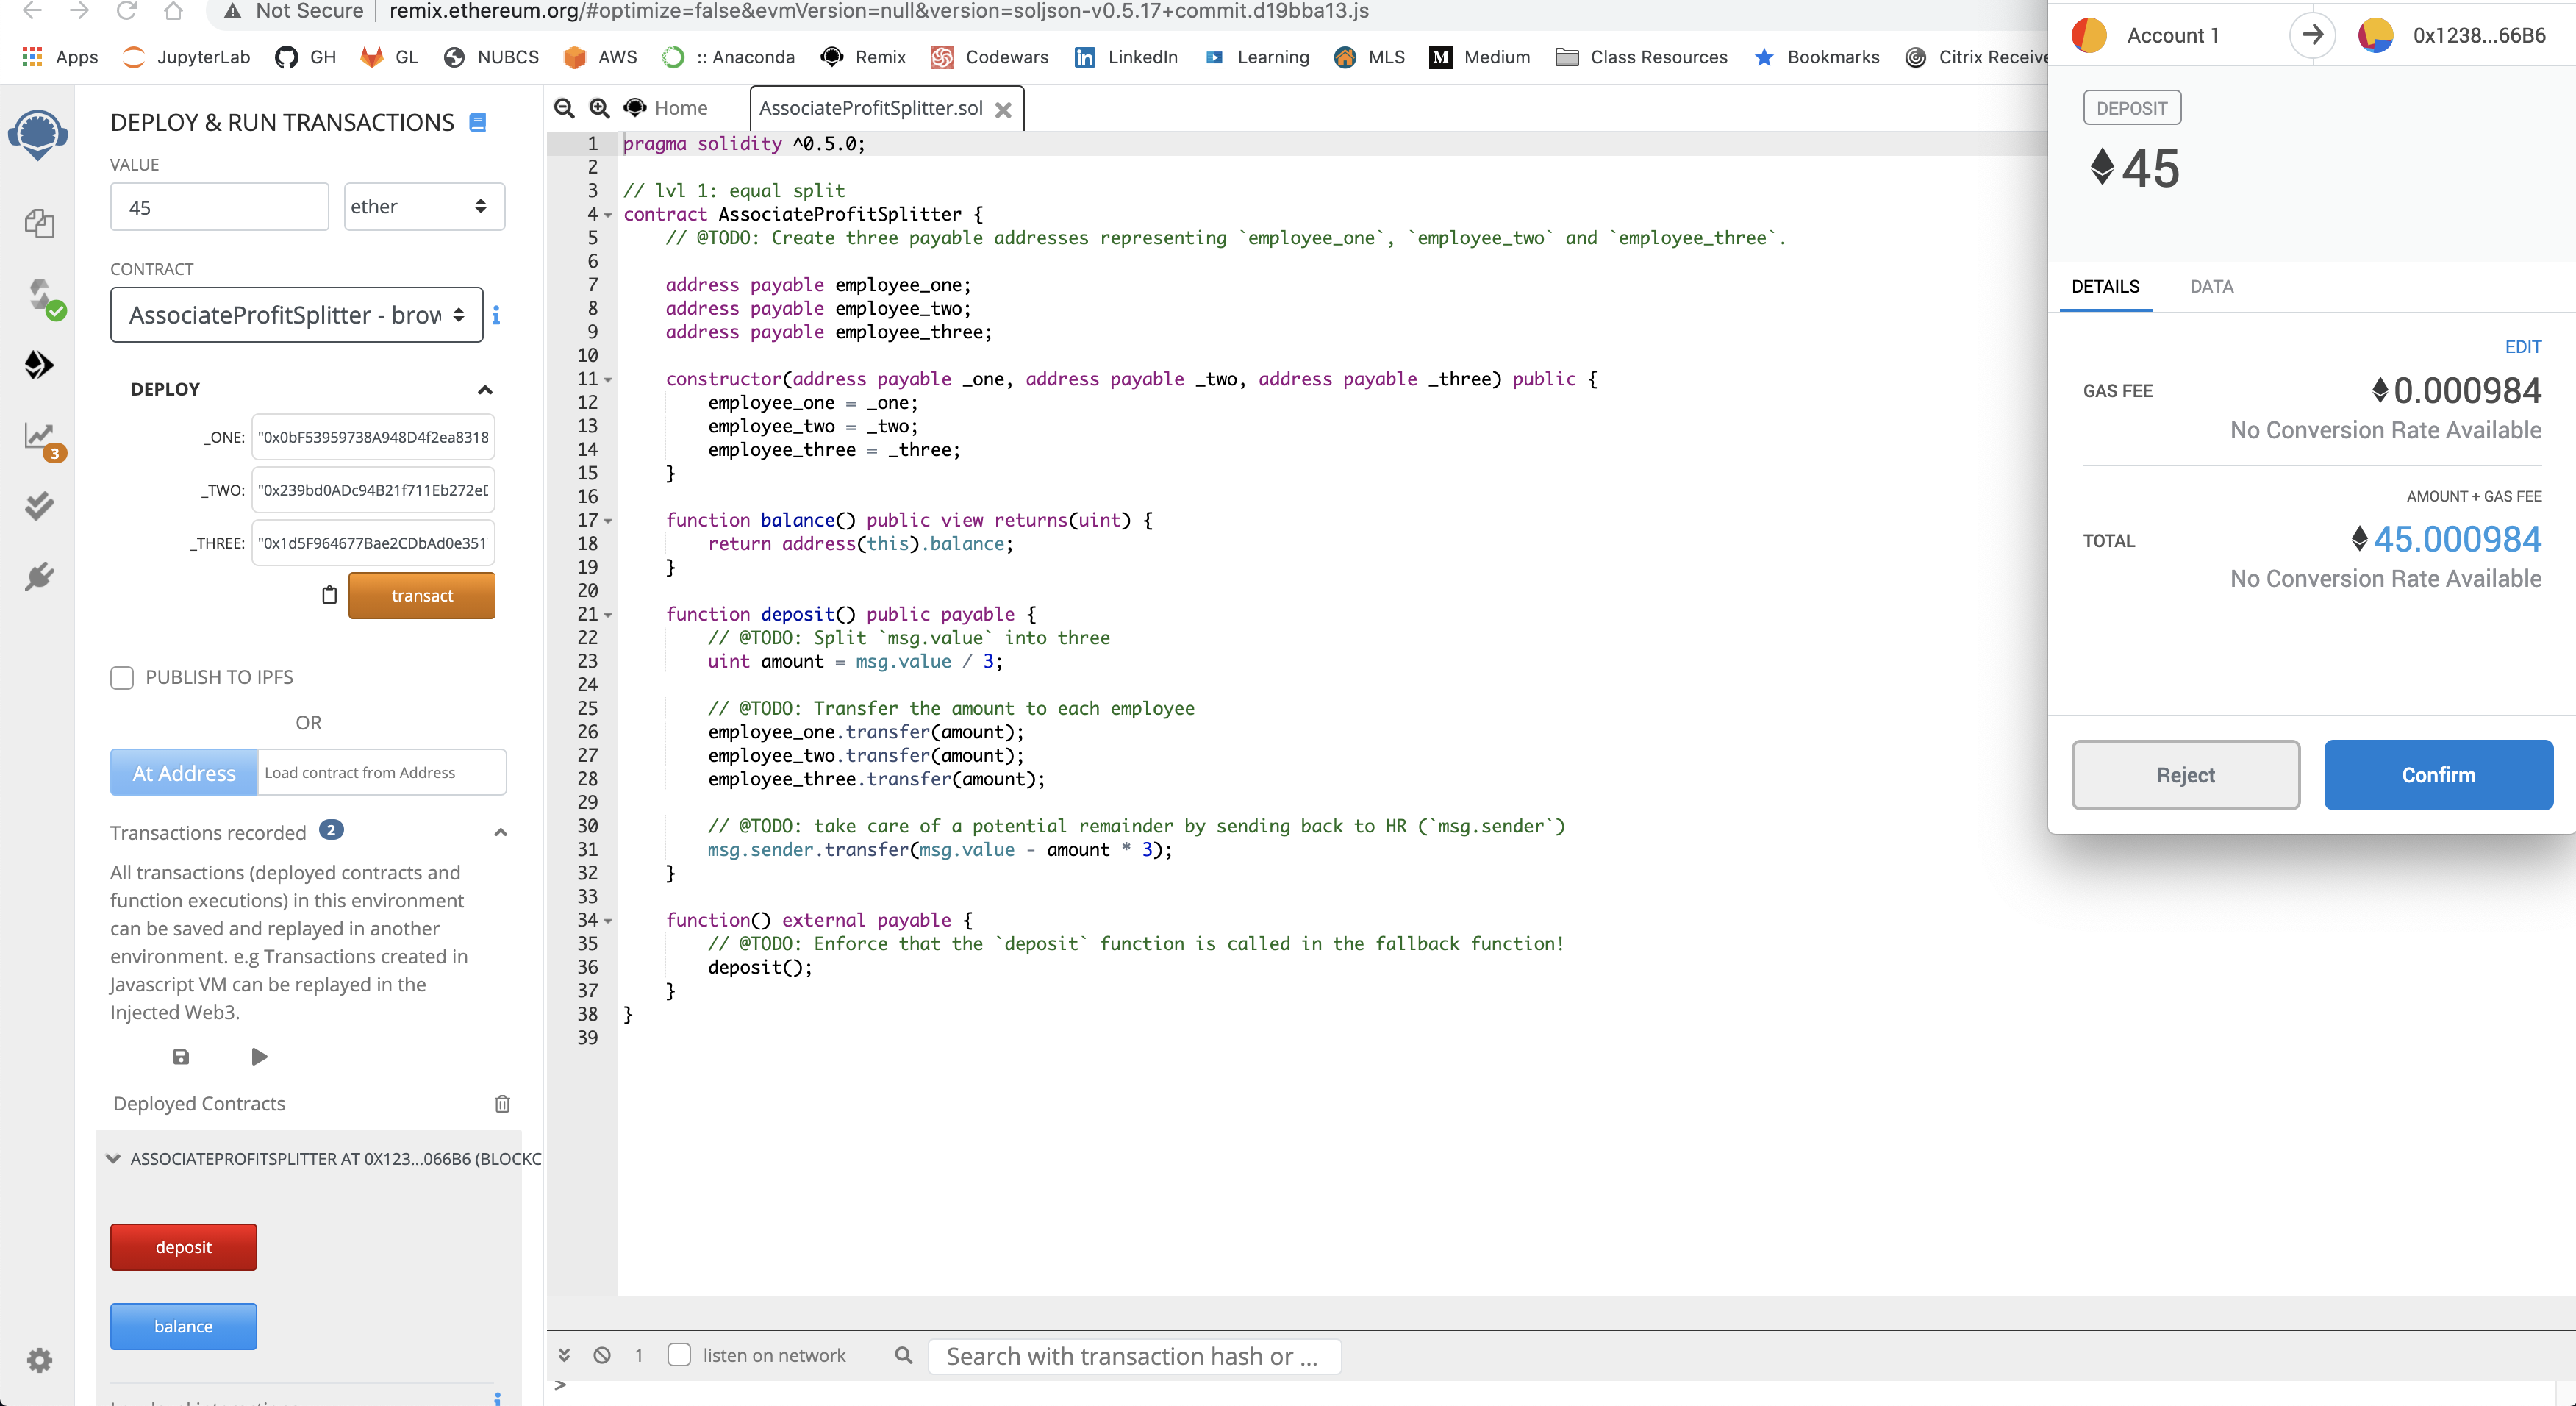 Not Secure | remix.ethereum.org/#optimize=false&evmVersion=null&version=soljson-v0.5.17+commit.d19bba13.js
Apps JupyterLab GH GL NUBCS AWS :: Anaconda Remix Codewars LinkedIn Learning MLS Medium Class Resources Bookmarks Citrix Receive
DEPLOY & RUN TRANSACTIONS
VALUE
45 ether
CONTRACT
AssociateProfitSplitter - brow
DEPLOY
_ONE: "0x0bF53959738A948D4f2ea8318
_TWO: "0x239bd0ADc94B21f711Eb272eD
_THREE: "0x1d5F964677Bae2CDbAd0e351
transact
PUBLISH TO IPFS
OR
At Address Load contract from Address
Transactions recorded 2
All transactions (deployed contracts and
function executions) in this environment
can be saved and replayed in another
environment. e.g Transactions created in
Javascript VM can be replayed in the
Injected Web3.
Deployed Contracts
ASSOCIATEPROFITSPLITTER AT 0X123...066B6 (BLOCKC
deposit
balance
3
Home AssociateProfitSplitter.sol
1 pragma solidity ^0.5.0;
2
3 // lvl 1: equal split
4 contract AssociateProfitSplitter {
5 // @TODO: Create three payable addresses representing `employee_one`, `employee_two` and `employee_three`.
6
7 address payable employee_one;
8 address payable employee_two;
9 address payable employee_three;
10
11 constructor(address payable _one, address payable _two, address payable _three) public {
12 employee_one = _one;
13 employee_two = _two;
14 employee_three = _three;
15 }
16
17 function balance() public view returns(uint) {
18 return address(this).balance;
19 }
20
21 function deposit() public payable {
22 // @TODO: Split `msg.value` into three
23 uint amount = msg.value / 3;
24
25 // @TODO: Transfer the amount to each employee
26 employee_one.transfer(amount);
27 employee_two.transfer(amount);
28 employee_three.transfer(amount);
29
30 // @TODO: take care of a potential remainder by sending back to HR (`msg.sender`)
31 msg.sender.transfer(msg.value - amount * 3);
32 }
33
34 function() external payable {
35 // @TODO: Enforce that the `deposit` function is called in the fallback function!
36 deposit();
37 }
38 }
39
1 listen on network Search with transaction hash or ...
>
Account 1 0x1238...66B6
DEPOSIT
45
DETAILS DATA
EDIT
GAS FEE 0.000984
No Conversion Rate Available
AMOUNT + GAS FEE
TOTAL 45.000984
No Conversion Rate Available
Reject Confirm